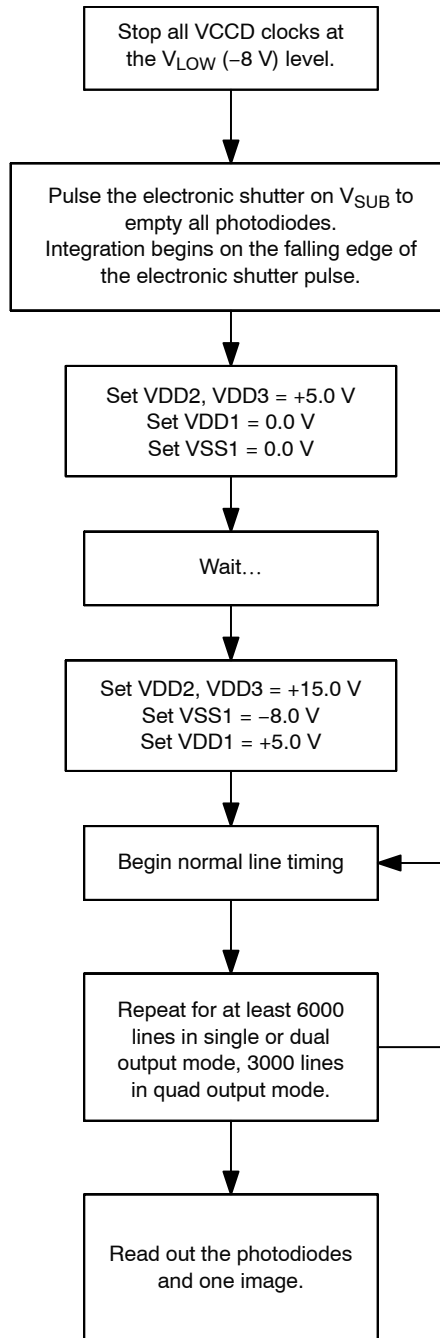 Stop all VCCD clocks at
the VLOW (−8 V) level.
Pulse the electronic shutter on VSUB to
empty all photodiodes.
Integration begins on the falling edge of
the electronic shutter pulse.
Set VDD2, VDD3 = +5.0 V
Set VDD1 = 0.0 V
Set VSS1 = 0.0 V
Wait…
Set VDD2, VDD3 = +15.0 V
Set VSS1 = −8.0 V
Set VDD1 = +5.0 V
Begin normal line timing
Repeat for at least 6000
lines in single or dual
output mode, 3000 lines
in quad output mode.
Read out the photodiodes
and one image.